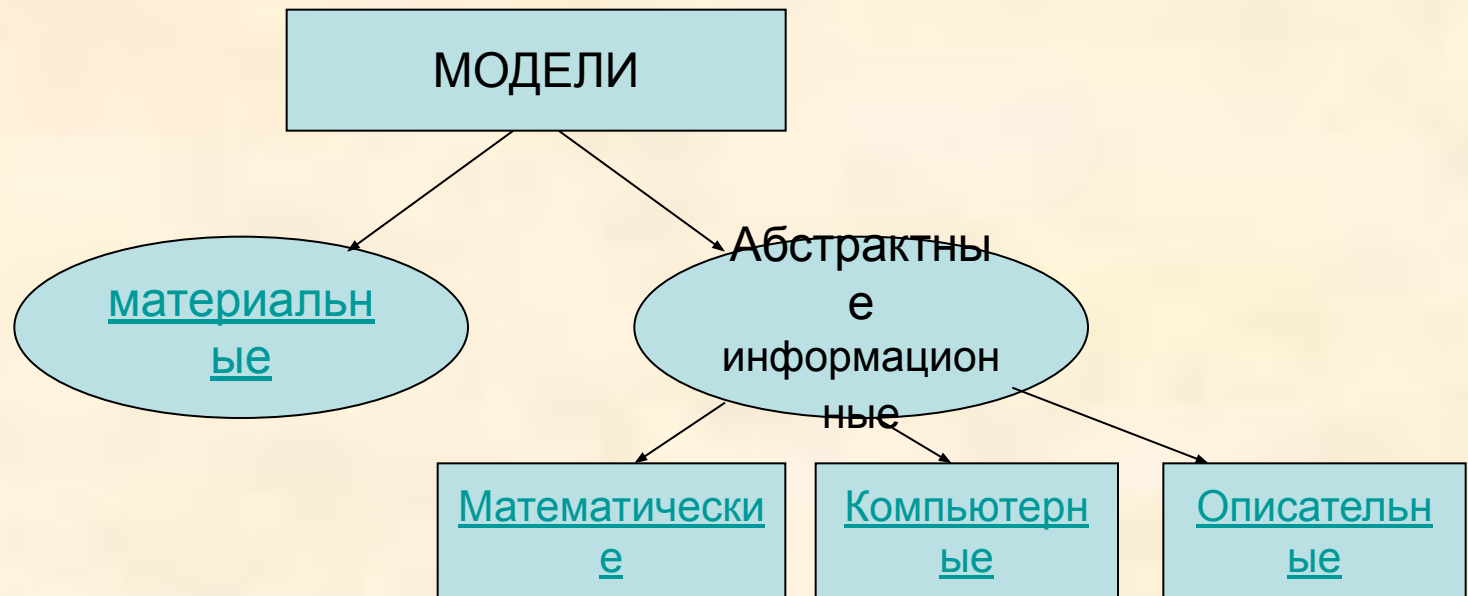 МОДЕЛИ
материальн
ые
Абстрактны
е
информацион
ные
Математически
е
Компьютерн
ые
Описательн
ые